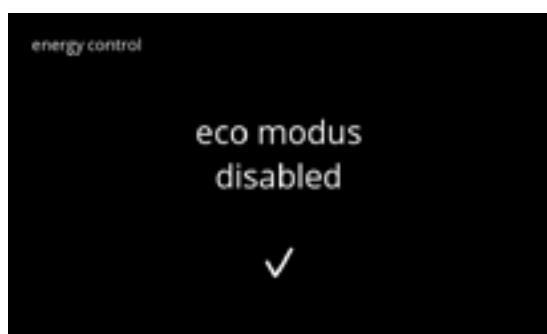 energy control
eco modus
disabled